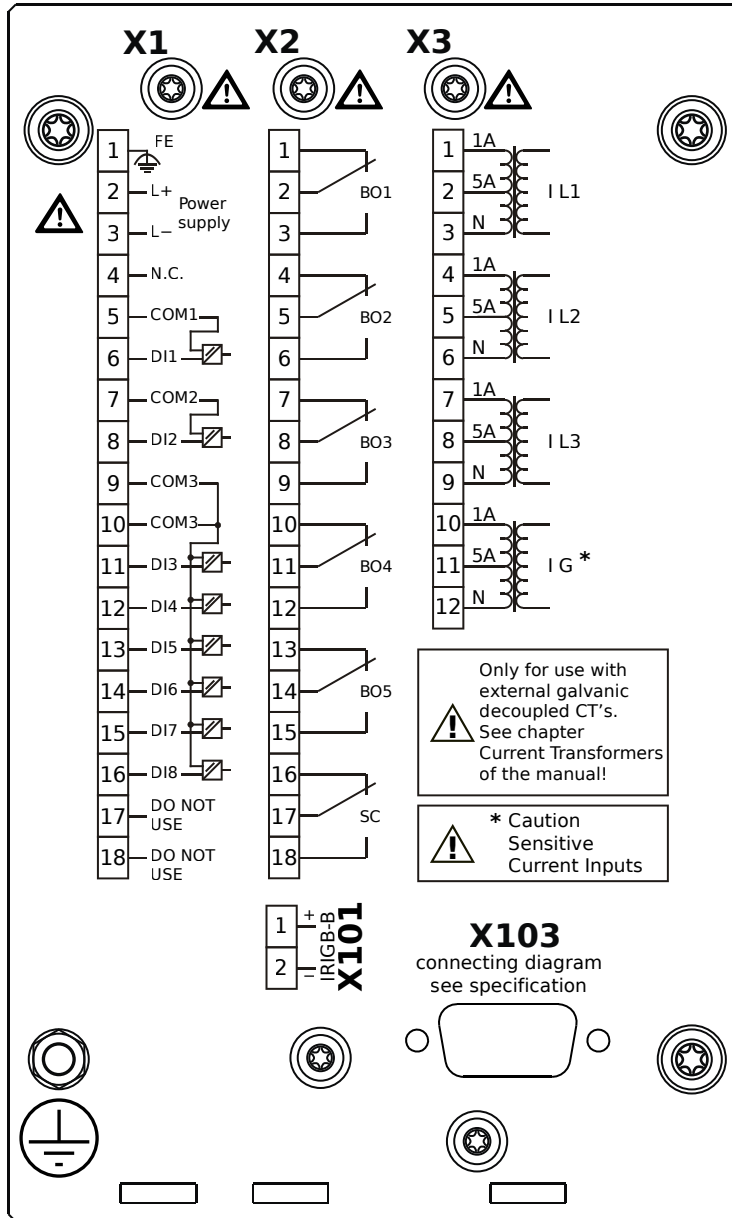 X1
X2
X3
1 FE
2 L+
Power
supply
3 L−
4 N.C.
5 COM1
6 DI1
7 COM2
8 DI2
9 COM3
10 COM3
11 DI3
12 DI4
13 DI5
14 DI6
15 DI7
16 DI8
17 DO NOT
USE
18 DO NOT
USE
1
2 BO1
3
4
5 BO2
6
7
8 BO3
9
10
11 BO4
12
13
14 BO5
15
16
17 SC
18
1 1A
2 5A I L1
3 N
4 1A
5 5A I L2
6 N
7 1A
8 5A I L3
9 N
10 1A
11 5A I G *
12 N
Only for use with
external galvanic
decoupled CT's.
See chapter
Current Transformers
of the manual!
* Caution
Sensitive
Current Inputs
1 +
2 −
IRIGB-B
X101
X103
connecting diagram
see specification